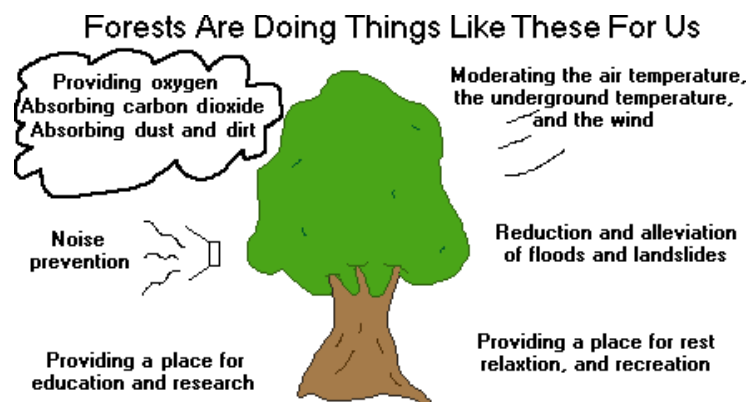 Forests Are Doing Things Like These For Us
Providing oxygen
Absorbing carbon dioxide
Absorbing dust and dirt
Moderating the air temperature,
the underground temperature,
and the wind
Noise
prevention
Reduction and alleviation
of floods and landslides
Providing a place for
education and research
Providing a place for rest
relaxtion, and recreation